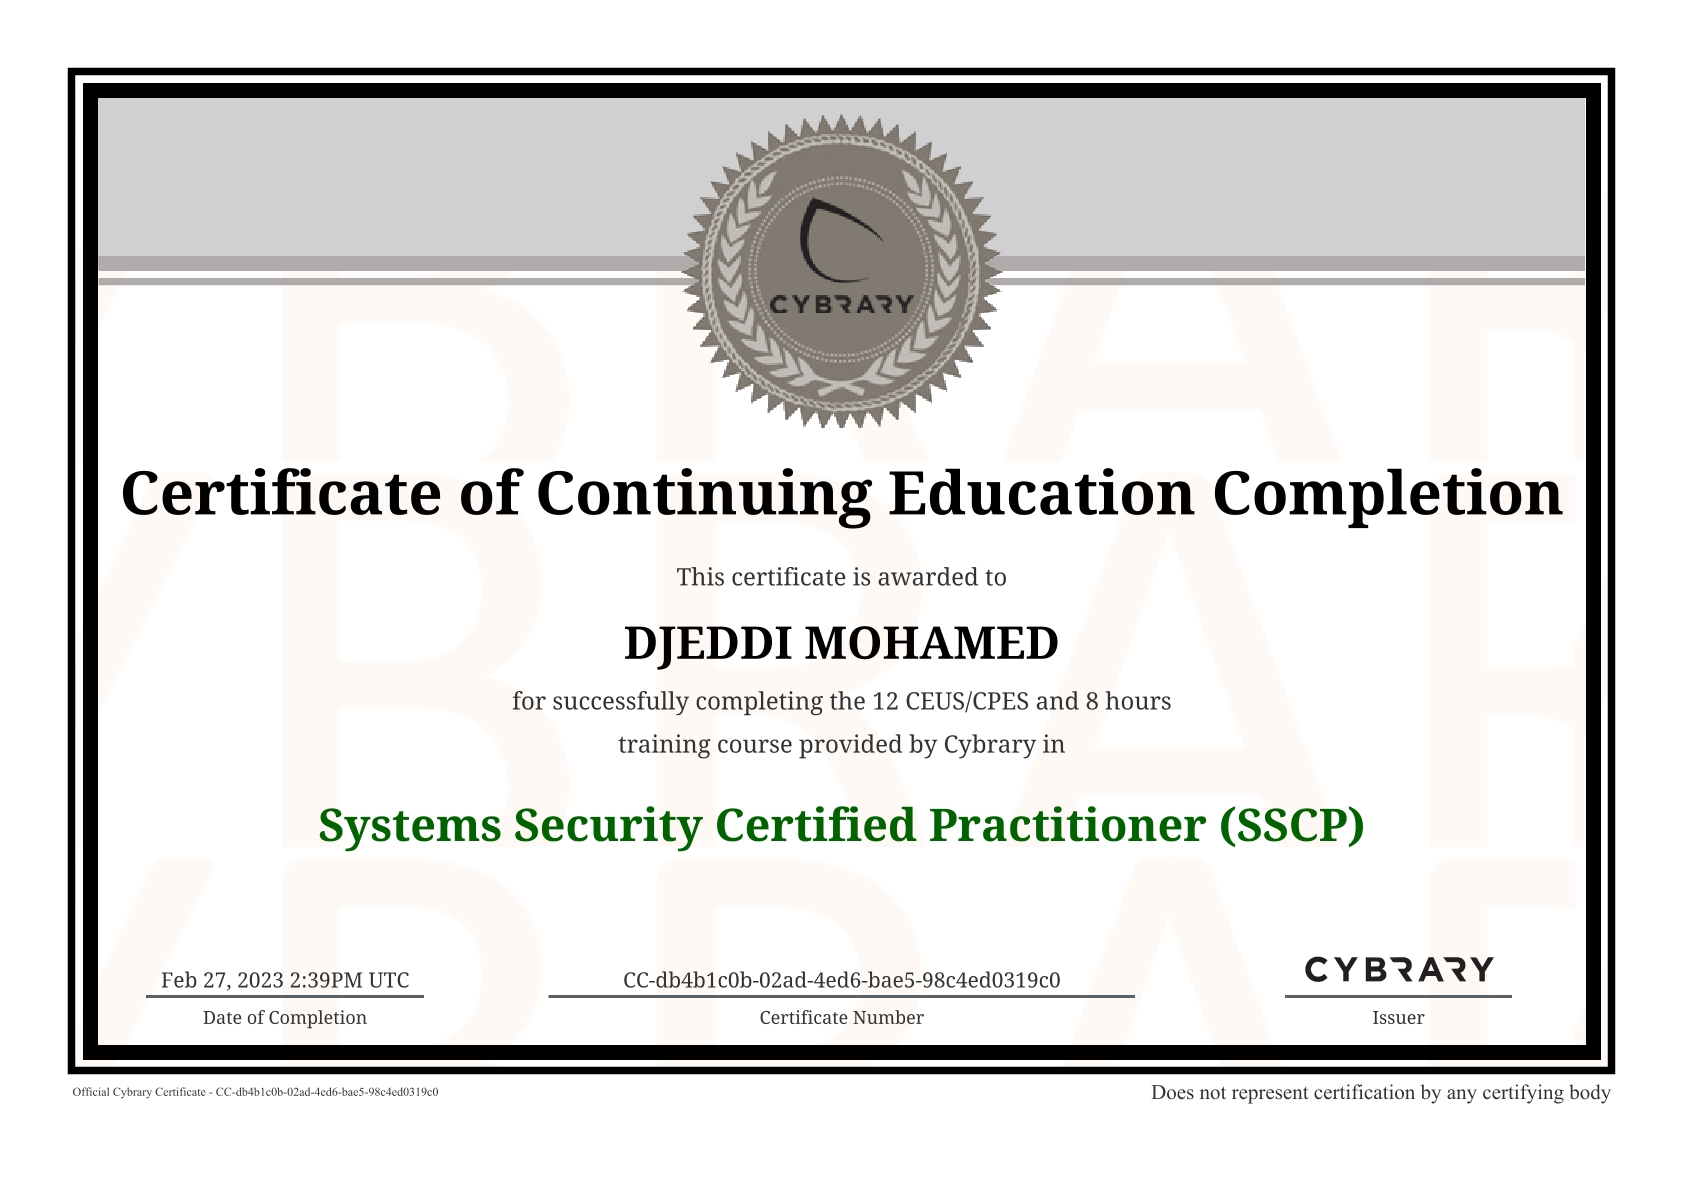 CYBRARY
Certificate of Continuing Education Completion
This certificate is awarded to
DJEDDI MOHAMED
for successfully completing the 12 CEUS/CPES and 8 hours
training course provided by Cybrary in
Systems Security Certified Practitioner (SSCP)
Feb 27, 2023 2:39PM UTC
Date of Completion
CC-db4b1c0b-02ad-4ed6-bae5-98c4ed0319c0
Certificate Number
CYBRARY
Issuer
Official Cybrary Certificate - CC-db4b1c0b-02ad-4ed6-bae5-98c4ed0319c0
Does not represent certification by any certifying body